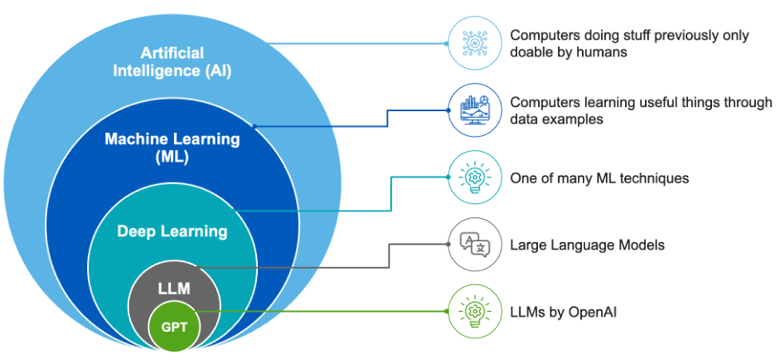 Artificial
Intelligence (AI)
Computers doing stuff previously only
doable by humans
Machine Learning
(ML)
Computers learning useful things through
data examples
Deep Learning
One of many ML techniques
LLM
Large Language Models
GPT
LLMs by OpenAI